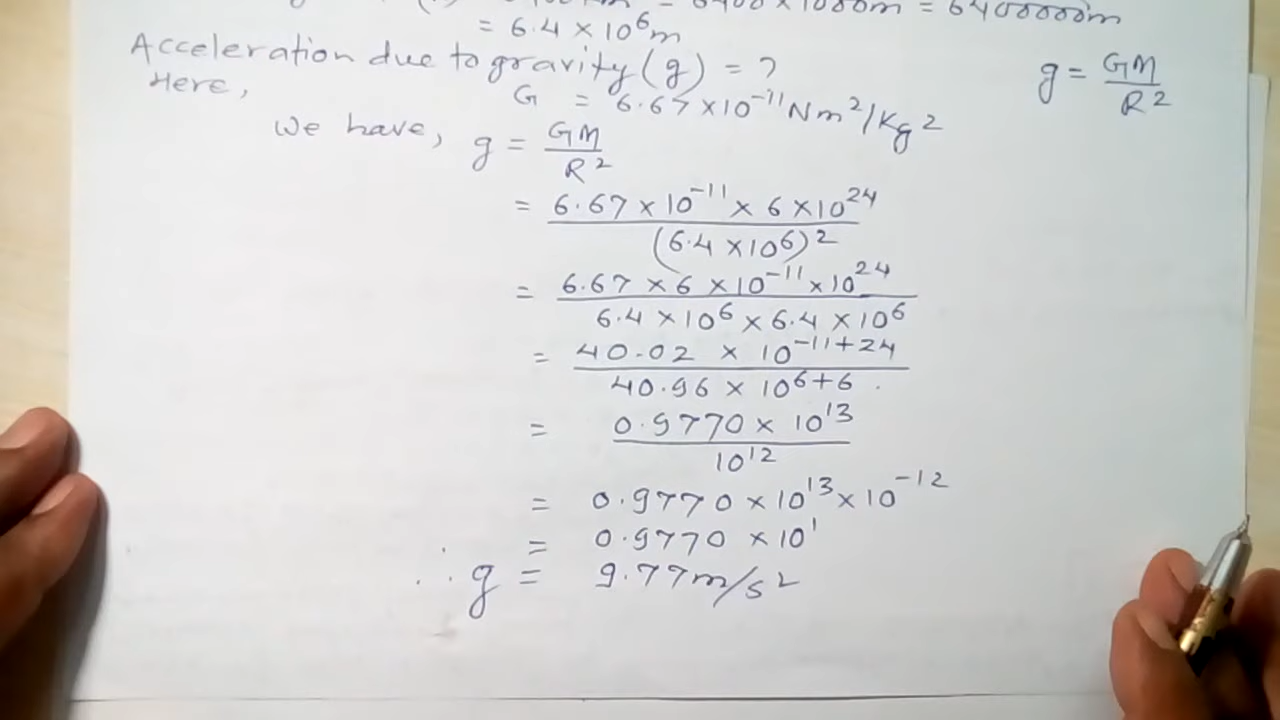 = 6400 × 1000m = 6400000m
= 6.4 × 10⁶m
Acceleration due to gravity (g) = ?
g = GM/R²
Here, G = 6.67 × 10⁻¹¹ Nm²/Kg²
We have, g = GM/R²
= 6.67 × 10⁻¹¹ × 6 × 10²⁴ / (6.4 × 10⁶)²
= 6.67 × 6 × 10⁻¹¹ × 10²⁴ / 6.4 × 10⁶ × 6.4 × 10⁶
= 40.02 × 10⁻¹¹⁺²⁴ / 40.96 × 10⁶⁺⁶
= 0.9770 × 10¹³ / 10¹²
= 0.9770 × 10¹³ × 10⁻¹²
= 0.9770 × 10¹
∴ g = 9.77m/s²